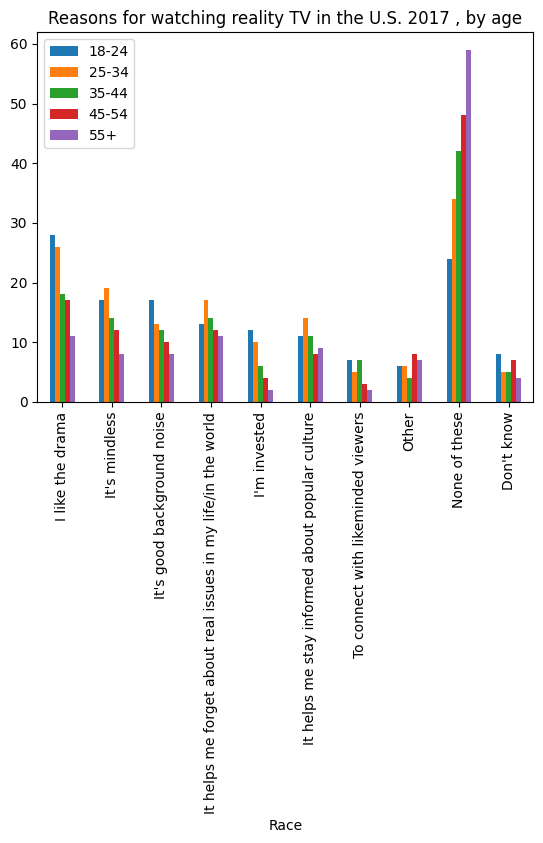 Reasons for watching reality TV in the U.S. 2017 , by age
18-24
25-34
35-44
45-54
55+
60
50
40
30
20
10
0
I like the drama
It's mindless
It's good background noise
It helps me forget about real issues in my life/in the world
I'm invested
It helps me stay informed about popular culture
To connect with likeminded viewers
Other
None of these
Don't know
Race